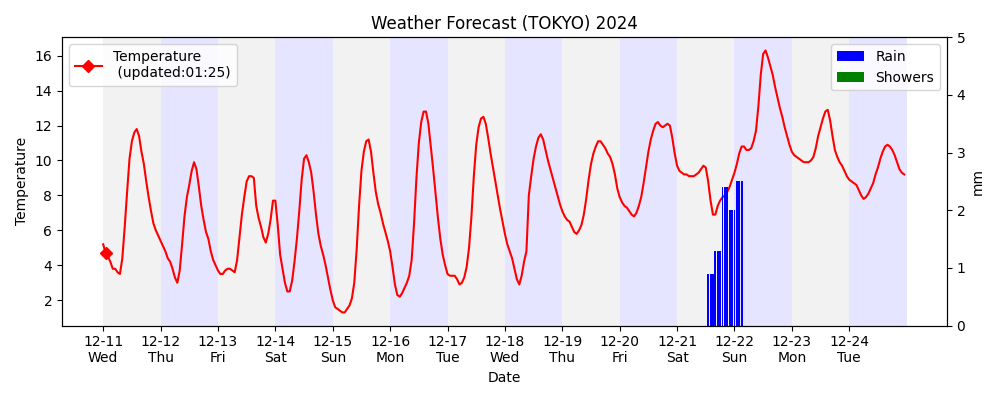 Weather Forecast (TOKYO) 2024
Temperature
(updated:01:25)
Rain
Showers
Temperature
16
14
12
10
8
6
4
2
5
4
3
2
1
0
mm
12-11 12-12 12-13 12-14 12-15 12-16 12-17 12-18 12-19 12-20 12-21 12-22 12-23 12-24
Wed Thu Fri Sat Sun Mon Tue Wed Thu Fri Sat Sun Mon Tue
Date